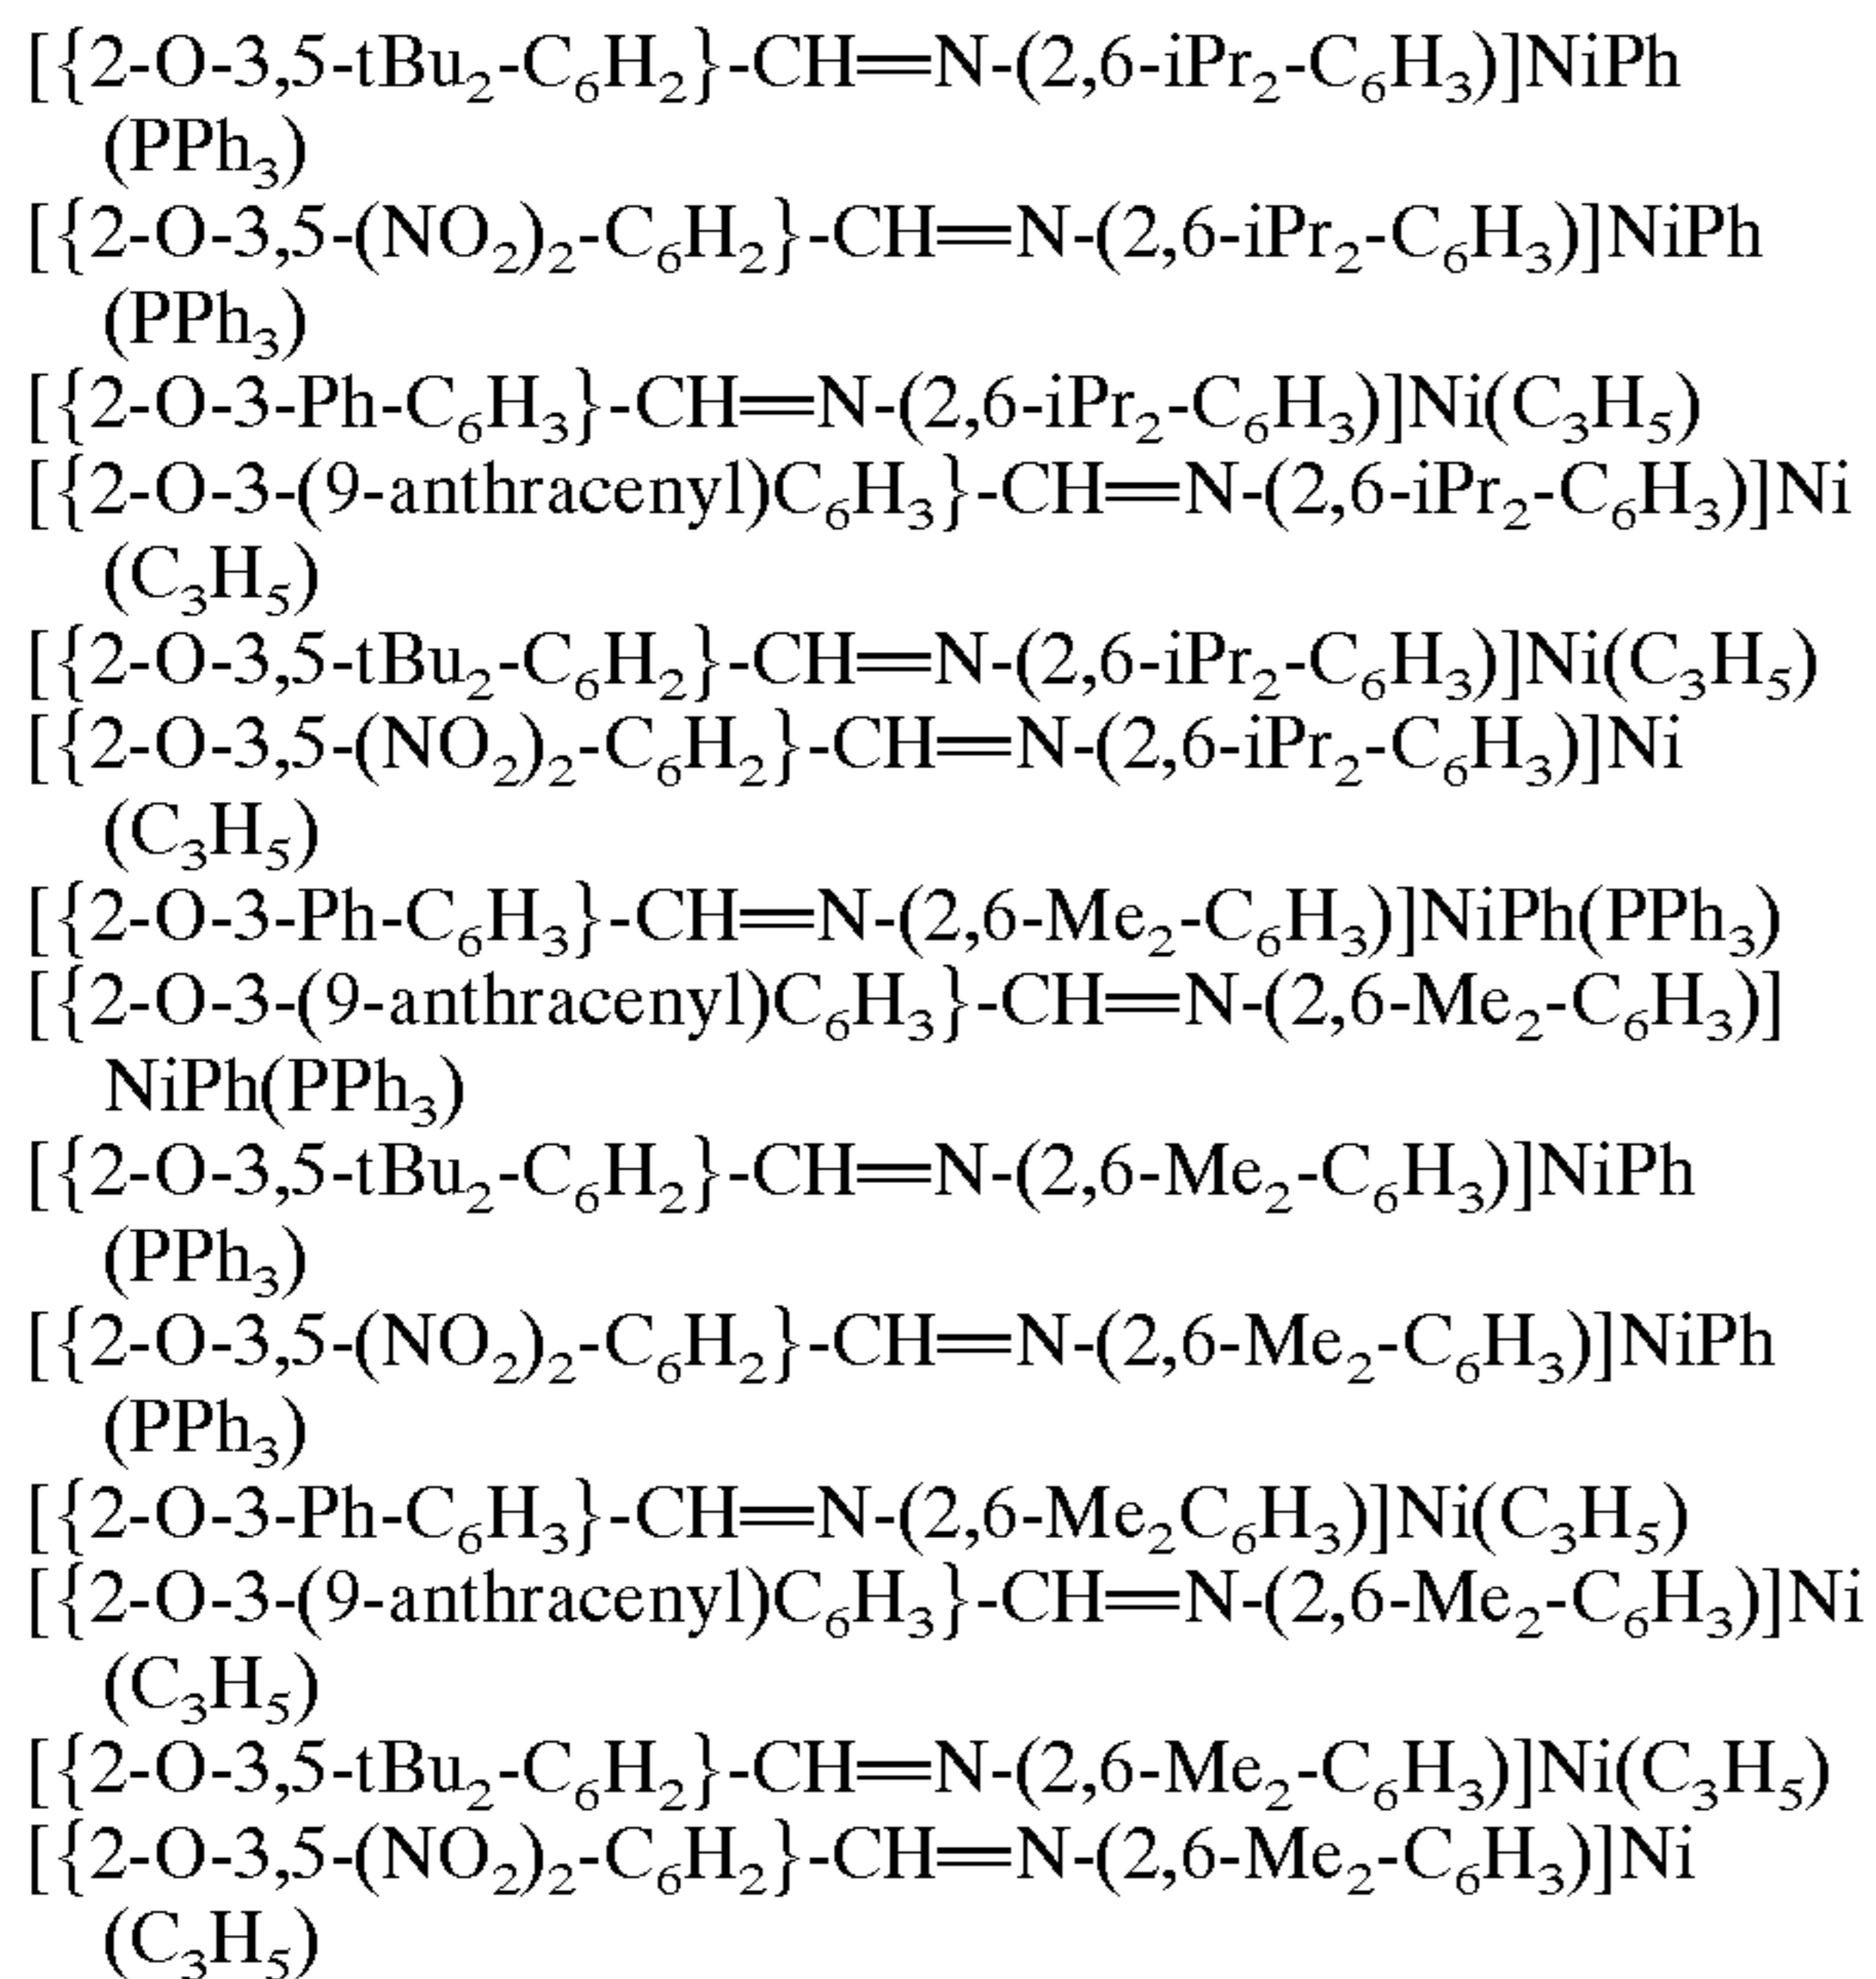 [{2-O-3,5-tBu₂-C₆H₂}-CH═N-(2,6-iPr₂-C₆H₃)]NiPh
(PPh₃)
[{2-O-3,5-(NO₂)₂-C₆H₂}-CH═N-(2,6-iPr₂-C₆H₃)]NiPh
(PPh₃)
[{2-O-3-Ph-C₆H₃}-CH═N-(2,6-iPr₂-C₆H₃)]Ni(C₃H₅)
[{2-O-3-(9-anthracenyl)C₆H₃}-CH═N-(2,6-iPr₂-C₆H₃)]Ni
(C₃H₅)
[{2-O-3,5-tBu₂-C₆H₂}-CH═N-(2,6-iPr₂-C₆H₃)]Ni(C₃H₅)
[{2-O-3,5-(NO₂)₂-C₆H₂}-CH═N-(2,6-iPr₂-C₆H₃)]Ni
(C₃H₅)
[{2-O-3-Ph-C₆H₃}-CH═N-(2,6-Me₂-C₆H₃)]NiPh(PPh₃)
[{2-O-3-(9-anthracenyl)C₆H₃}-CH═N-(2,6-Me₂-C₆H₃)]
NiPh(PPh₃)
[{2-O-3,5-tBu₂-C₆H₂}-CH═N-(2,6-Me₂-C₆H₃)]NiPh
(PPh₃)
[{2-O-3,5-(NO₂)₂-C₆H₂}-CH═N-(2,6-Me₂-C₆H₃)]NiPh
(PPh₃)
[{2-O-3-Ph-C₆H₃}-CH═N-(2,6-Me₂C₆H₃)]Ni(C₃H₅)
[{2-O-3-(9-anthracenyl)C₆H₃}-CH═N-(2,6-Me₂-C₆H₃)]Ni
(C₃H₅)
[{2-O-3,5-tBu₂-C₆H₂}-CH═N-(2,6-Me₂-C₆H₃)]Ni(C₃H₅)
[{2-O-3,5-(NO₂)₂-C₆H₂}-CH═N-(2,6-Me₂-C₆H₃)]Ni
(C₃H₅)